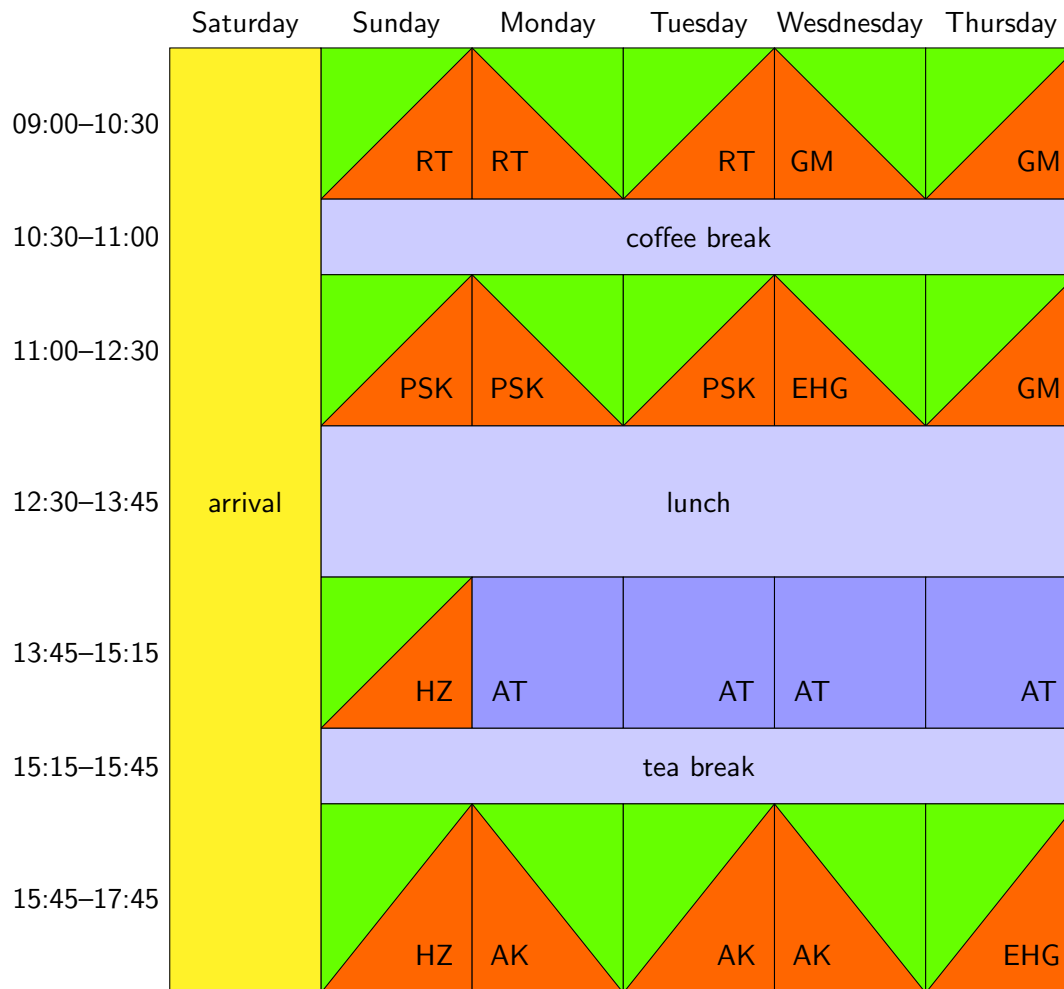 Saturday Sunday Monday Tuesday Wesdnesday Thursday
09:00–10:30 RT RT RT GM GM
10:30–11:00 coffee break
11:00–12:30 PSK PSK PSK EHG GM
12:30–13:45 arrival lunch
13:45–15:15 HZ AT AT AT AT
15:15–15:45 tea break
15:45–17:45 HZ AK AK AK EHG